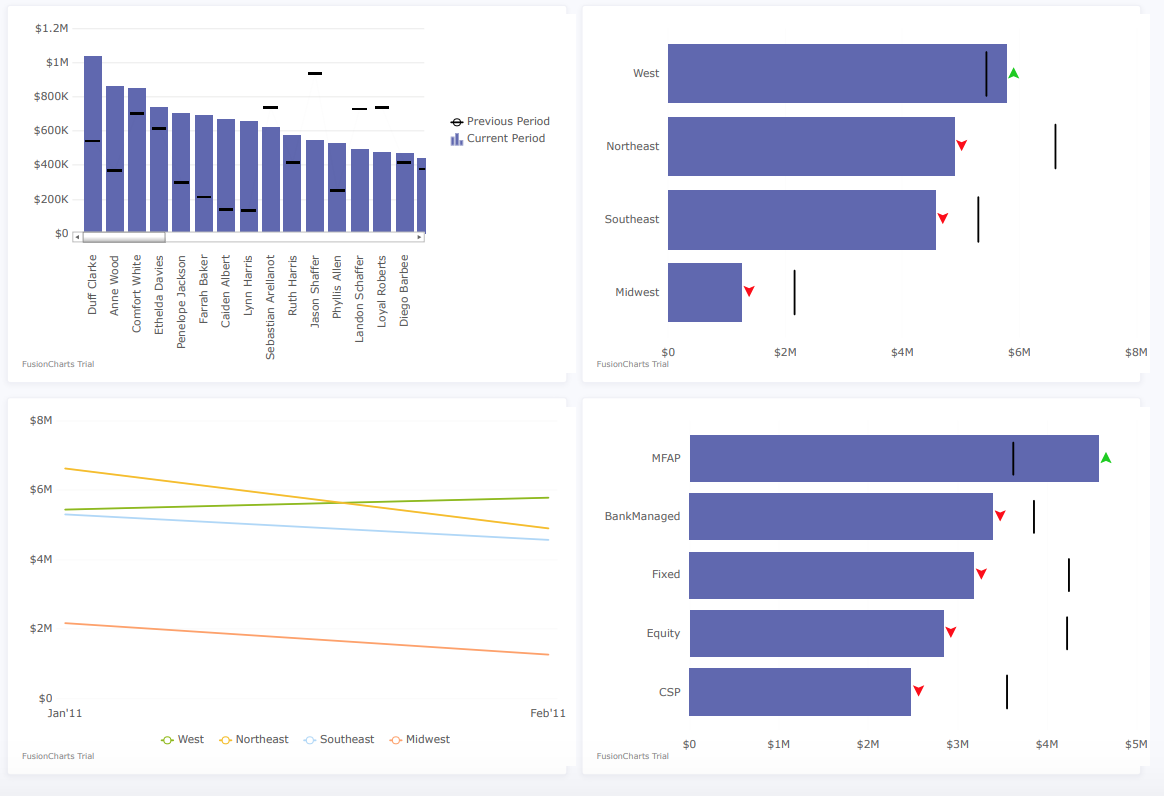 $1.2M
$1M
$800K
$600K
$400K
$200K
$0
Duff Clarke
Anne Wood
Comfort White
Ethelda Davies
Penelope Jackson
Farrah Baker
Caiden Albert
Lynn Harris
Sebastian Arellanot
Ruth Harris
Jason Shaffer
Phyllis Allen
Landon Schaffer
Loyal Roberts
Diego Barbee
Previous Period
Current Period
FusionCharts Trial
West
Northeast
Southeast
Midwest
$0 $2M $4M $6M $8M
FusionCharts Trial
$8M
$6M
$4M
$2M
$0
Jan'11 Feb'11
West Northeast Southeast Midwest
FusionCharts Trial
MFAP
BankManaged
Fixed
Equity
CSP
$0 $1M $2M $3M $4M $5M
FusionCharts Trial